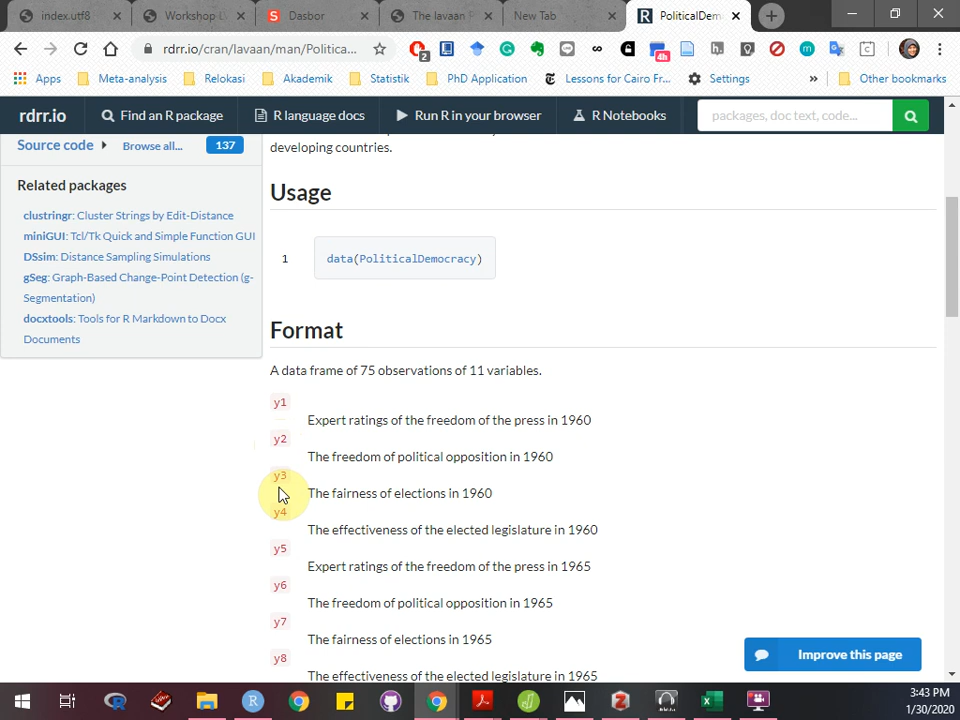 index.utf8
Workshop L
Dasbor
The lavaan P
New Tab
PoliticalDem
rdrr.io/cran/lavaan/man/Politica...
2
4h
h.
Apps
Meta-analysis
Relokasi
Akademik
Statistik
PhD Application
Lessons for Cairo Fr...
Settings
»
Other bookmarks
rdrr.io
Find an R package
R language docs
Run R in your browser
R Notebooks
packages, doc text, code...
Source code
Browse all...
137
Related packages
clustringr: Cluster Strings by Edit-Distance
miniGUI: Tcl/Tk Quick and Simple Function GUI
DSsim: Distance Sampling Simulations
gSeg: Graph-Based Change-Point Detection (g-
Segmentation)
docxtools: Tools for R Markdown to Docx
Documents
developing countries.
Usage
1
data(PoliticalDemocracy)
Format
A data frame of 75 observations of 11 variables.
y1
Expert ratings of the freedom of the press in 1960
y2
The freedom of political opposition in 1960
y3
The fairness of elections in 1960
y4
The effectiveness of the elected legislature in 1960
y5
Expert ratings of the freedom of the press in 1965
y6
The freedom of political opposition in 1965
y7
The fairness of elections in 1965
y8
The effectiveness of the elected legislature in 1965
Improve this page
3:43 PM
1/30/2020